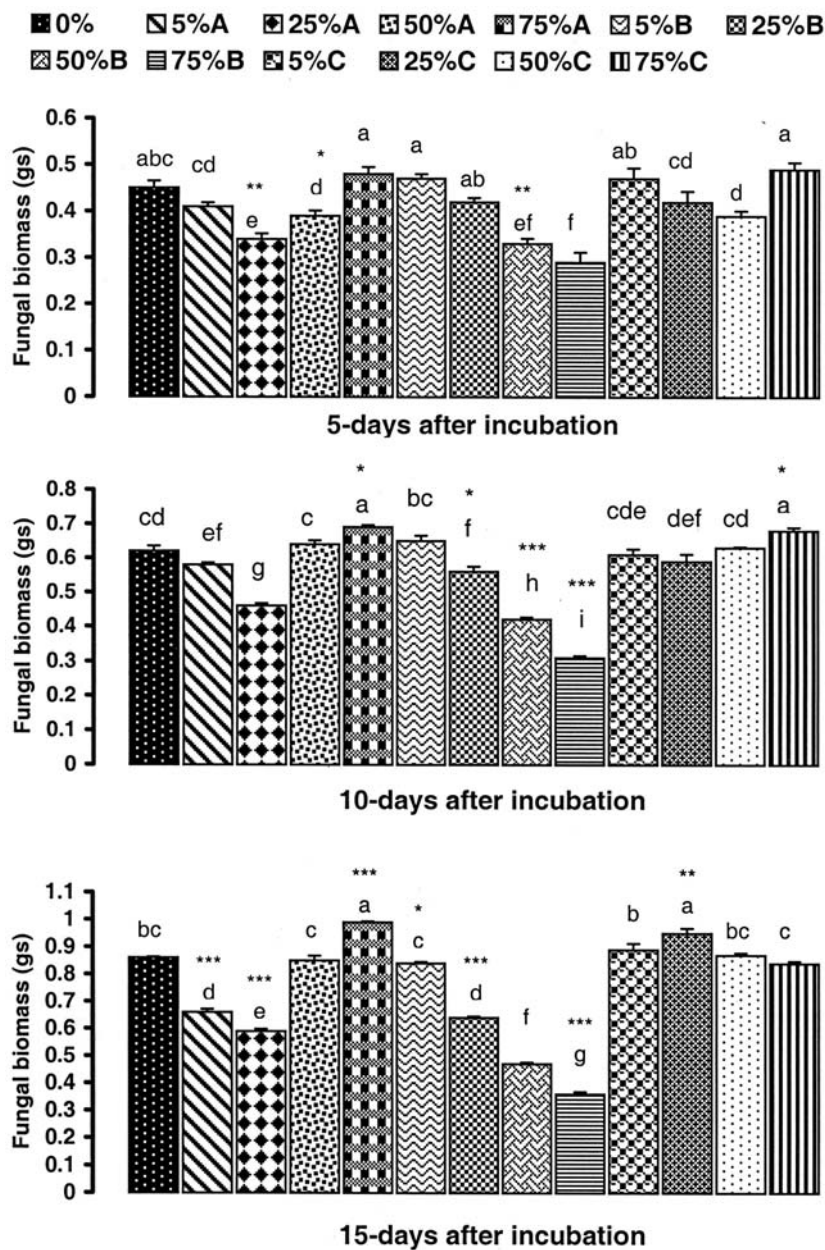 0% 5%A 25%A 50%A 75%A 5%B 25%B
50%B 75%B 5%C 25%C 50%C 75%C
Fungal biomass (gs)
0.6
0.5
0.4
0.3
0.2
0.1
0
abc cd ** e * d a a ab ** ef f ab cd d a
5-days after incubation
Fungal biomass (gs)
0.8
0.7
0.6
0.5
0.4
0.3
0.2
0.1
0
cd ef g c * a bc * f *** h *** i cde def cd * a
10-days after incubation
Fungal biomass (gs)
1.1
1
0.9
0.8
0.7
0.6
0.5
0.4
0.3
0.2
0.1
0
bc *** d *** e c *** a * c *** d f *** g b ** a bc c
15-days after incubation